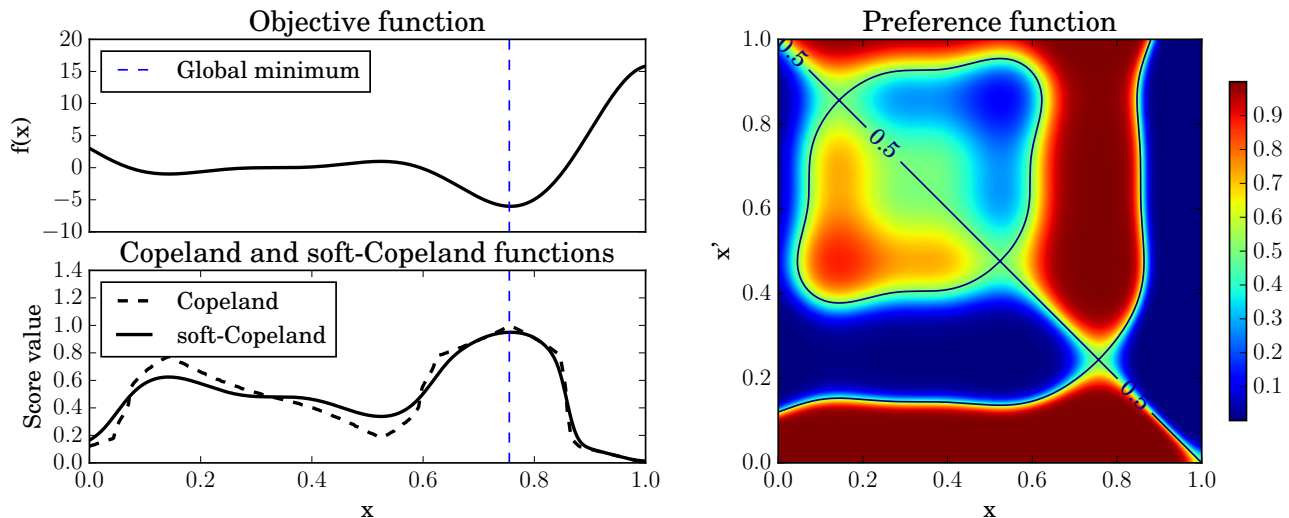 Objective function
20
15
10
5
0
−5
−10
f(x)
Global minimum
Copeland and soft-Copeland functions
1.4
1.2
1.0
0.8
0.6
0.4
0.2
0.0
Score value
Copeland
soft-Copeland
0.0 0.2 0.4 0.6 0.8 1.0
x
Preference function
1.0
0.8
0.6
0.4
0.2
0.0
x'
0.5
0.5
0.5
0.0 0.2 0.4 0.6 0.8 1.0
x
0.9
0.8
0.7
0.6
0.5
0.4
0.3
0.2
0.1